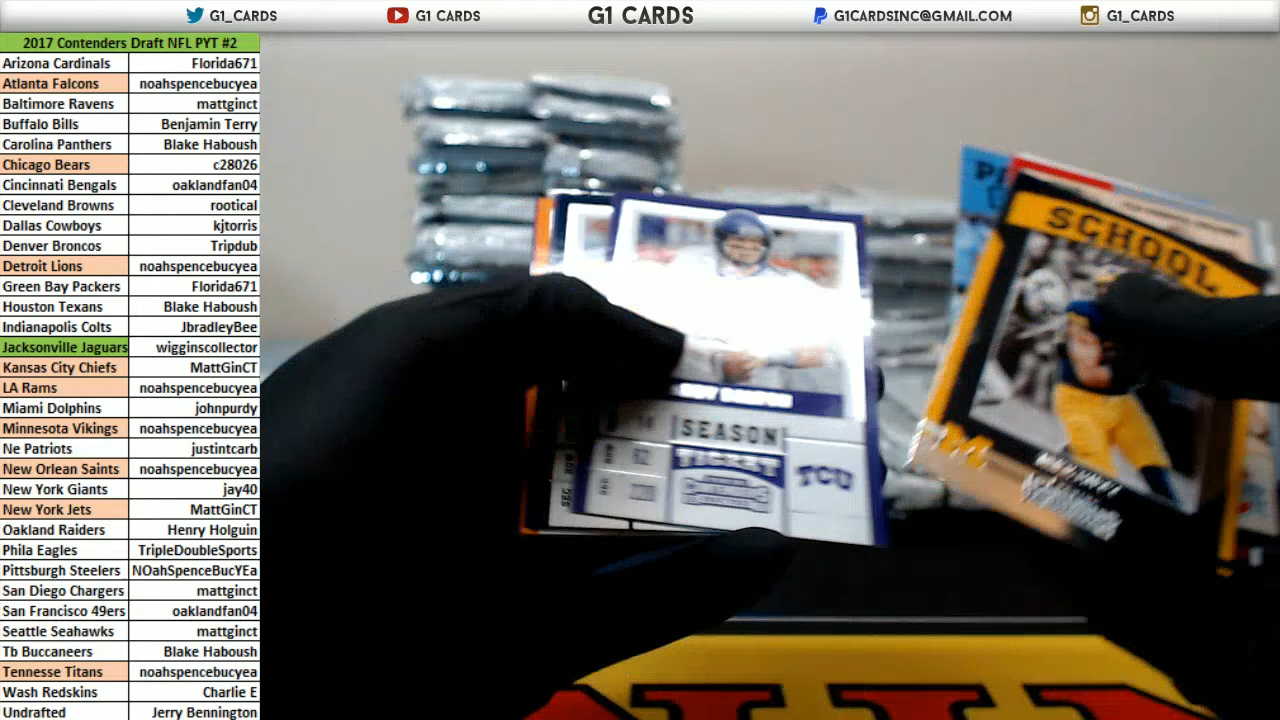 G1_CARDS
G1 CARDS
G1 CARDS
G1CARDSINC@GMAIL.COM
G1_CARDS
2017 Contenders Draft NFL PYT #2
Arizona Cardinals Florida671
Atlanta Falcons noahspencebucyea
Baltimore Ravens mattginct
Buffalo Bills Benjamin Terry
Carolina Panthers Blake Haboush
Chicago Bears c28026
Cincinnati Bengals oaklandfan04
Cleveland Browns rootical
Dallas Cowboys kjtorris
Denver Broncos Tripdub
Detroit Lions noahspencebucyea
Green Bay Packers Florida671
Houston Texans Blake Haboush
Indianapolis Colts JbradleyBee
Jacksonville Jaguars wigginscollector
Kansas City Chiefs MattGinCT
LA Rams noahspencebucyea
Miami Dolphins johnpurdy
Minnesota Vikings noahspencebucyea
Ne Patriots justintcarb
New Orlean Saints noahspencebucyea
New York Giants jay40
New York Jets MattGinCT
Oakland Raiders Henry Holguin
Phila Eagles TripleDoubleSports
Pittsburgh Steelers NOahSpenceBucYEa
San Diego Chargers mattginct
San Francisco 49ers oaklandfan04
Seattle Seahawks mattginct
Tb Buccaneers Blake Haboush
Tennesse Titans noahspencebucyea
Wash Redskins Charlie E
Undrafted Jerry Bennington
SCHOOL
14
SEASON
62
TICKET
TCU